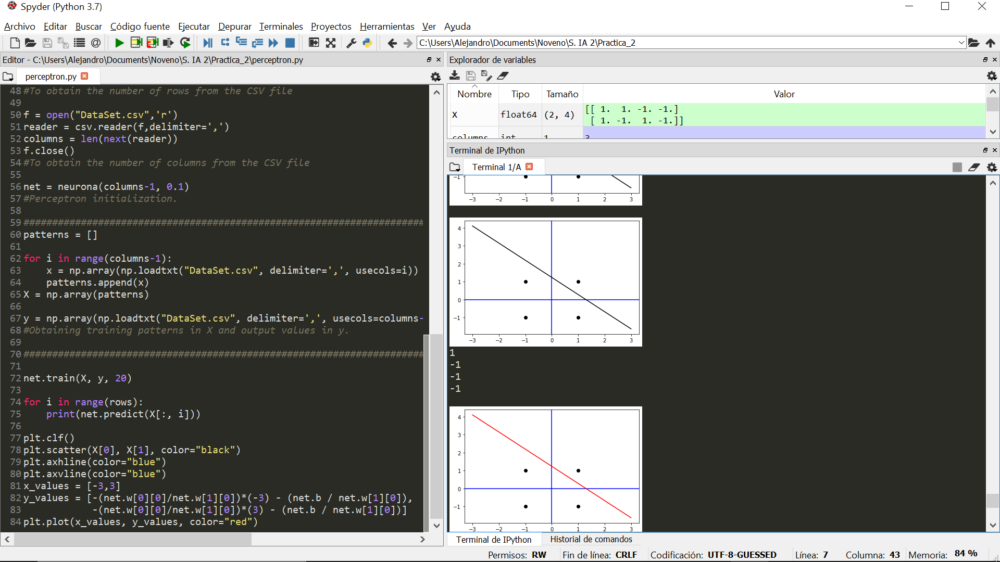 Spyder (Python 3.7)
Archivo Editar Buscar Código fuente Ejecutar Depurar Terminales Proyectos Herramientas Ver Ayuda
C:\Users\Alejandro\Documents\Noveno\S. IA 2\Practica_2
Editor - C:\Users\Alejandro\Documents\Noveno\S. IA 2\Practica_2\perceptron.py
perceptron.py
48 #To obtain the number of rows from the CSV file
49
50 f = open("DataSet.csv",'r')
51 reader = csv.reader(f,delimiter=',')
52 columns = len(next(reader))
53 f.close()
54 #To obtain the number of columns from the CSV file
55
56 net = neurona(columns-1, 0.1)
57 #Perceptron initialization.
58
59 ######################################################################
60 patterns = []
61
62 for i in range(columns-1):
63     x = np.array(np.loadtxt("DataSet.csv", delimiter=',', usecols=i))
64     patterns.append(x)
65 X = np.array(patterns)
66
67 y = np.array(np.loadtxt("DataSet.csv", delimiter=',', usecols=columns-
68 #Obtaining training patterns in X and output values in y.
69
70 ######################################################################
71
72 net.train(X, y, 20)
73
74 for i in range(rows):
75     print(net.predict(X[:, i]))
76
77 plt.clf()
78 plt.scatter(X[0], X[1], color="black")
79 plt.axhline(color="blue")
80 plt.axvline(color="blue")
81 x_values = [-3,3]
82 y_values = [-(net.w[0][0]/net.w[1][0])*(-3) - (net.b / net.w[1][0]),
83             -(net.w[0][0]/net.w[1][0])*(3) - (net.b / net.w[1][0])]
84 plt.plot(x_values, y_values, color="red")
Explorador de variables
Nombre Tipo Tamaño Valor
X float64 (2, 4) [[ 1.  1. -1. -1.]
[ 1. -1.  1. -1.]]
columns int 1 3
Terminal de IPython
Terminal 1/A
−1
−3 −2 −1 0 1 2 3
4
3
2
1
0
−1
−3 −2 −1 0 1 2 3
1
-1
-1
-1
4
3
2
1
0
−1
−3 −2 −1 0 1 2 3
Terminal de IPython Historial de comandos
Permisos: RW Fin de línea: CRLF Codificación: UTF-8-GUESSED Línea: 7 Columna: 43 Memoria: 84 %